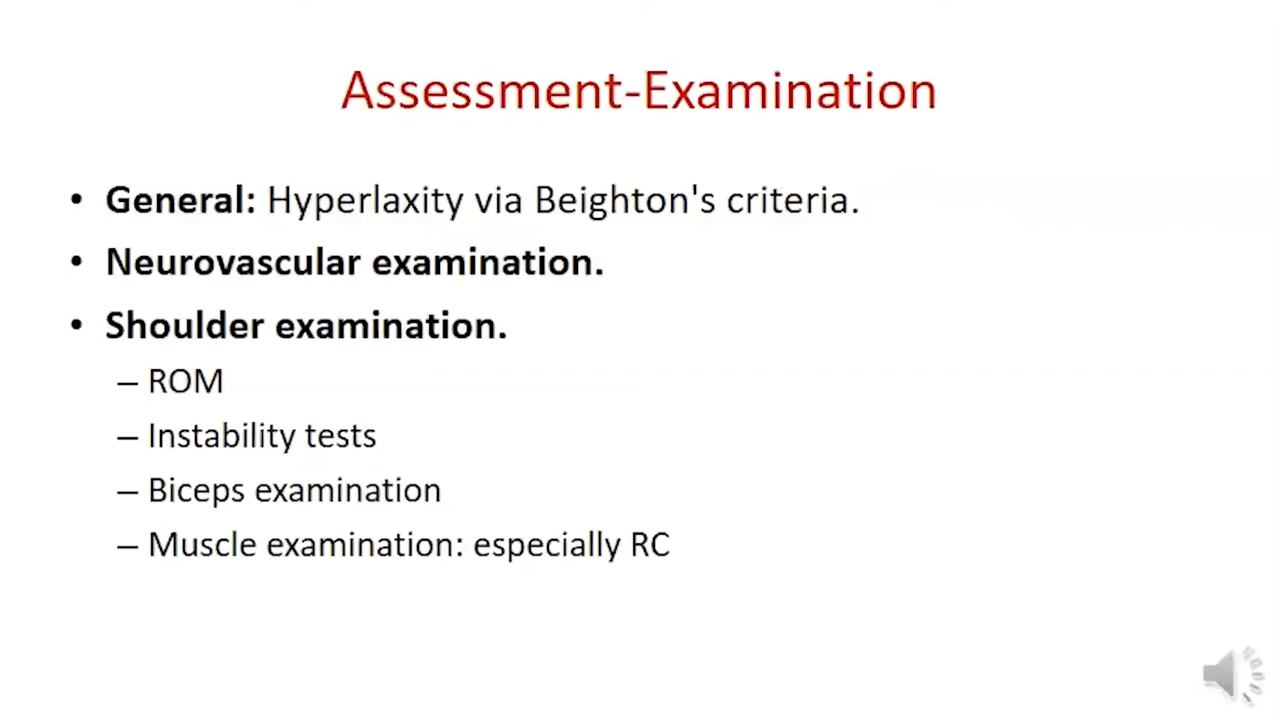 Assessment-Examination
• General: Hyperlaxity via Beighton's criteria.
• Neurovascular examination.
• Shoulder examination.
– ROM
– Instability tests
– Biceps examination
– Muscle examination: especially RC